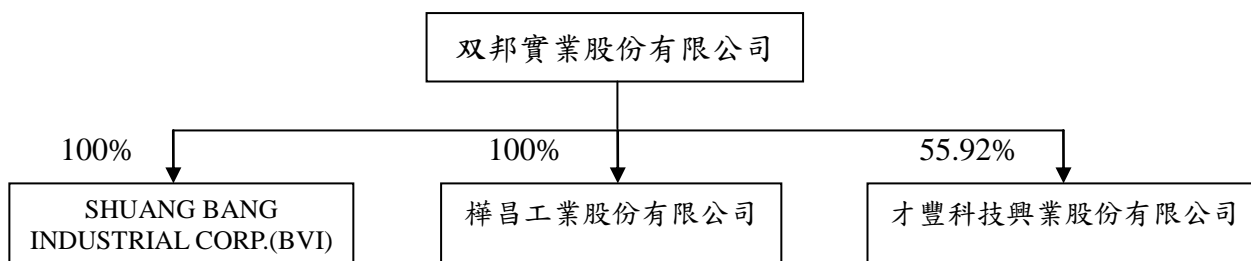 双邦實業股份有限公司
100%
100%
55.92%
SHUANG BANG
INDUSTRIAL CORP.(BVI)
樺昌工業股份有限公司
才豐科技興業股份有限公司